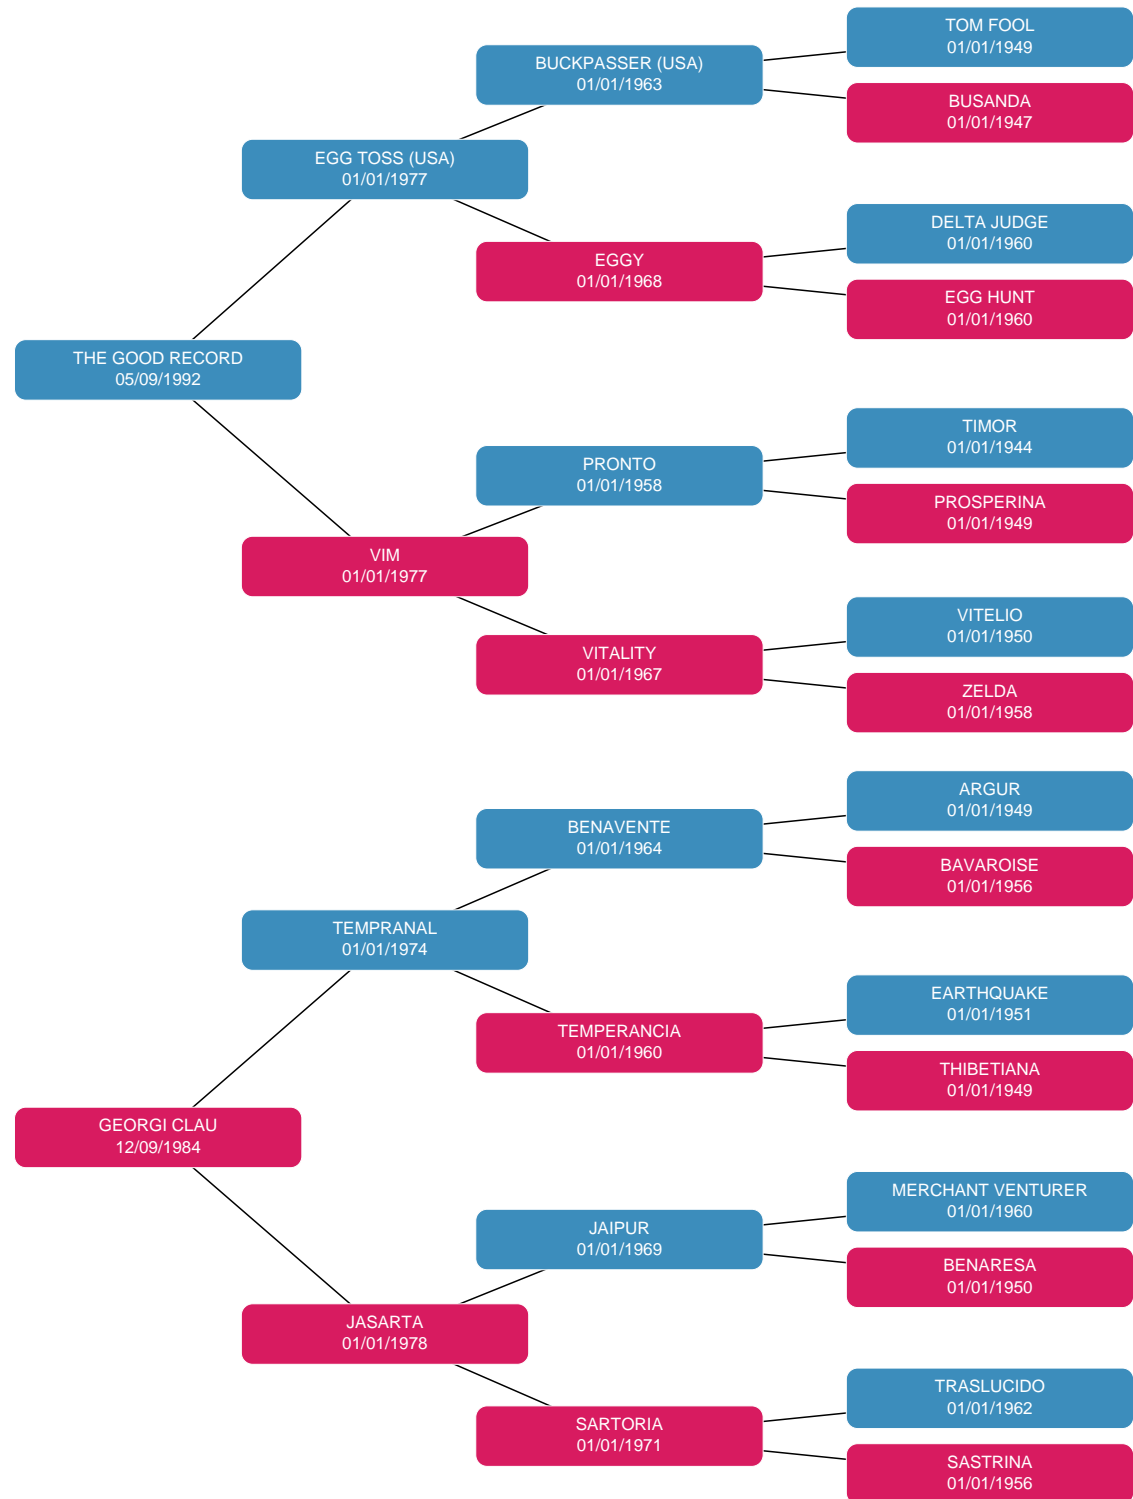 TOM FOOL
01/01/1949
BUCKPASSER (USA)
01/01/1963
BUSANDA
01/01/1947
EGG TOSS (USA)
01/01/1977
DELTA JUDGE
01/01/1960
EGGY
01/01/1968
EGG HUNT
01/01/1960
THE GOOD RECORD
05/09/1992
TIMOR
01/01/1944
PRONTO
01/01/1958
PROSPERINA
01/01/1949
VIM
01/01/1977
VITELIO
01/01/1950
VITALITY
01/01/1967
ZELDA
01/01/1958
ARGUR
01/01/1949
BENAVENTE
01/01/1964
BAVAROISE
01/01/1956
TEMPRANAL
01/01/1974
EARTHQUAKE
01/01/1951
TEMPERANCIA
01/01/1960
THIBETIANA
01/01/1949
GEORGI CLAU
12/09/1984
MERCHANT VENTURER
01/01/1960
JAIPUR
01/01/1969
BENARESA
01/01/1950
JASARTA
01/01/1978
TRASLUCIDO
01/01/1962
SARTORIA
01/01/1971
SASTRINA
01/01/1956